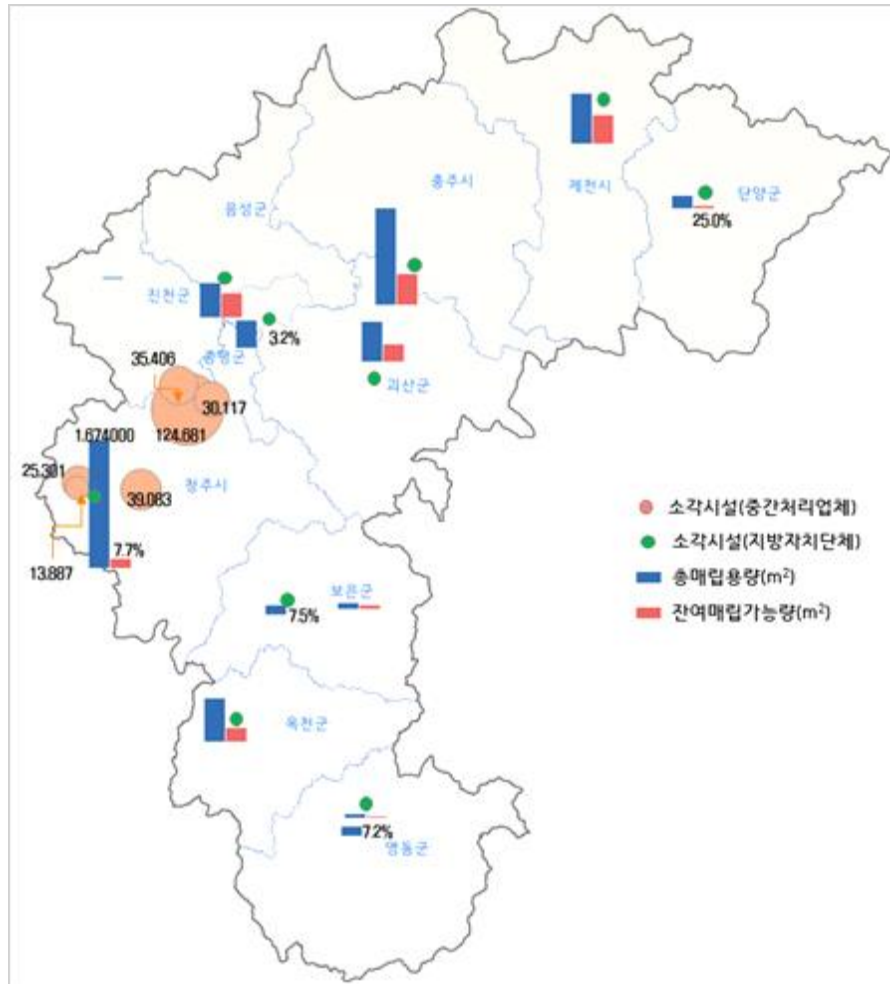 충주시
제천시
단양군
25.0%
음성군
진천군
3.2%
증평군
괴산군
35.406
30.117
124.681
1.674000
25.301
청주시
39.083
7.7%
13.887
소각시설(중간처리업체)
소각시설(지방자치단체)
총매립용량(m²)
잔여매립가능량(m²)
보은군
7.5%
옥천군
7.2%
영동군